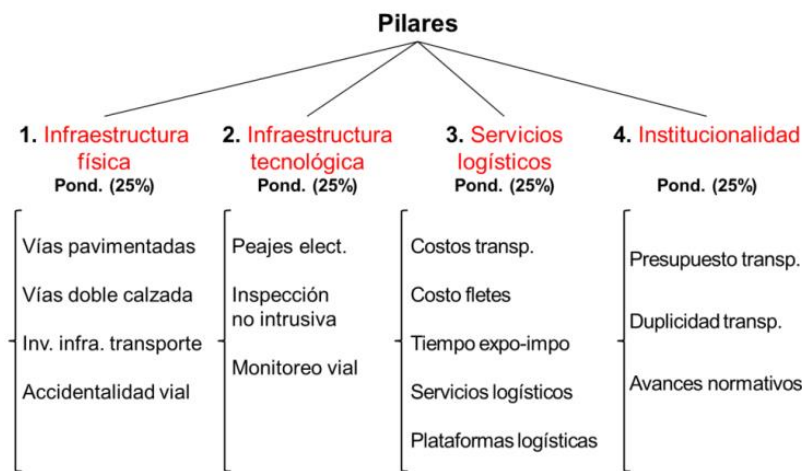 Pilares
1. Infraestructura
física
Pond. (25%)
Vías pavimentadas
Vías doble calzada
Inv. infra. transporte
Accidentalidad vial
2. Infraestructura
tecnológica
Pond. (25%)
Peajes elect.
Inspección
no intrusiva
Monitoreo vial
3. Servicios
logísticos
Pond. (25%)
Costos transp.
Costo fletes
Tiempo expo-impo
Servicios logísticos
Plataformas logísticas
4. Institucionalidad
Pond. (25%)
Presupuesto transp.
Duplicidad transp.
Avances normativos